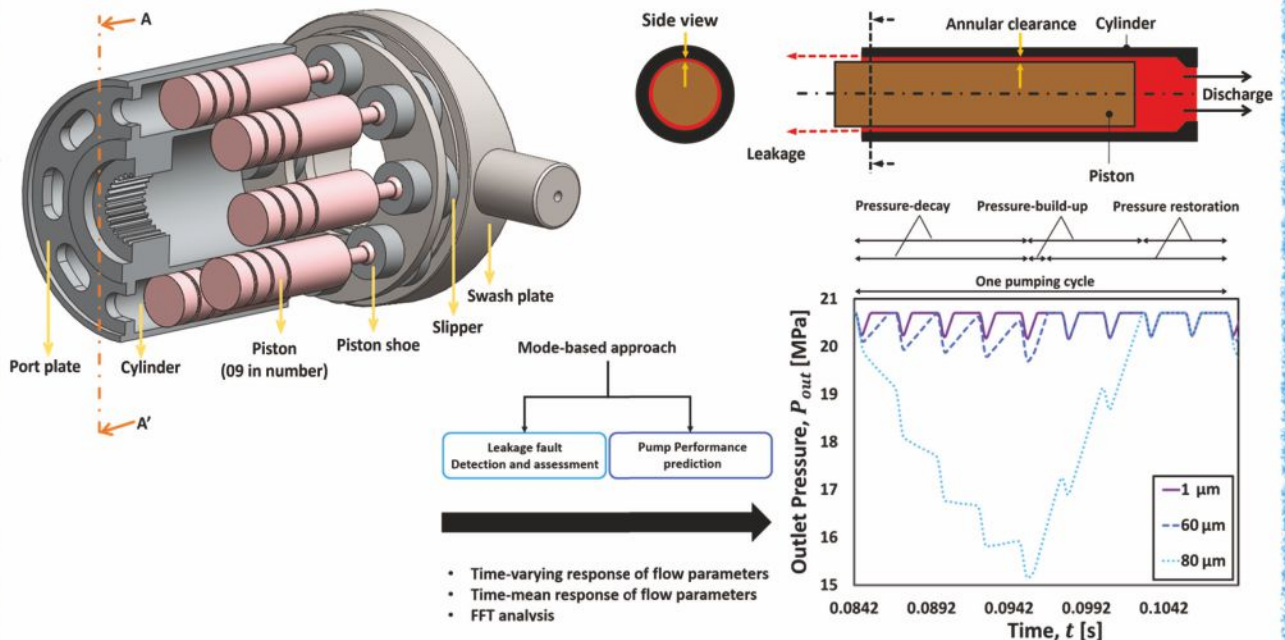 A
Port plate
Cylinder
Piston
(09 in number)
Piston shoe
Slipper
Swash plate
A'
Side view
Annular clearance
Cylinder
Discharge
Leakage
Piston
Mode-based approach
Leakage fault
Detection and assessment
Pump Performance
prediction
• Time-varying response of flow parameters
• Time-mean response of flow parameters
• FFT analysis
Pressure-decay
Pressure-build-up
Pressure restoration
One pumping cycle
Outlet Pressure, P_out [MPa]
21
20
19
18
17
16
15
1 μm
60 μm
80 μm
0.0842
0.0892
0.0942
0.0992
0.1042
Time, t [s]